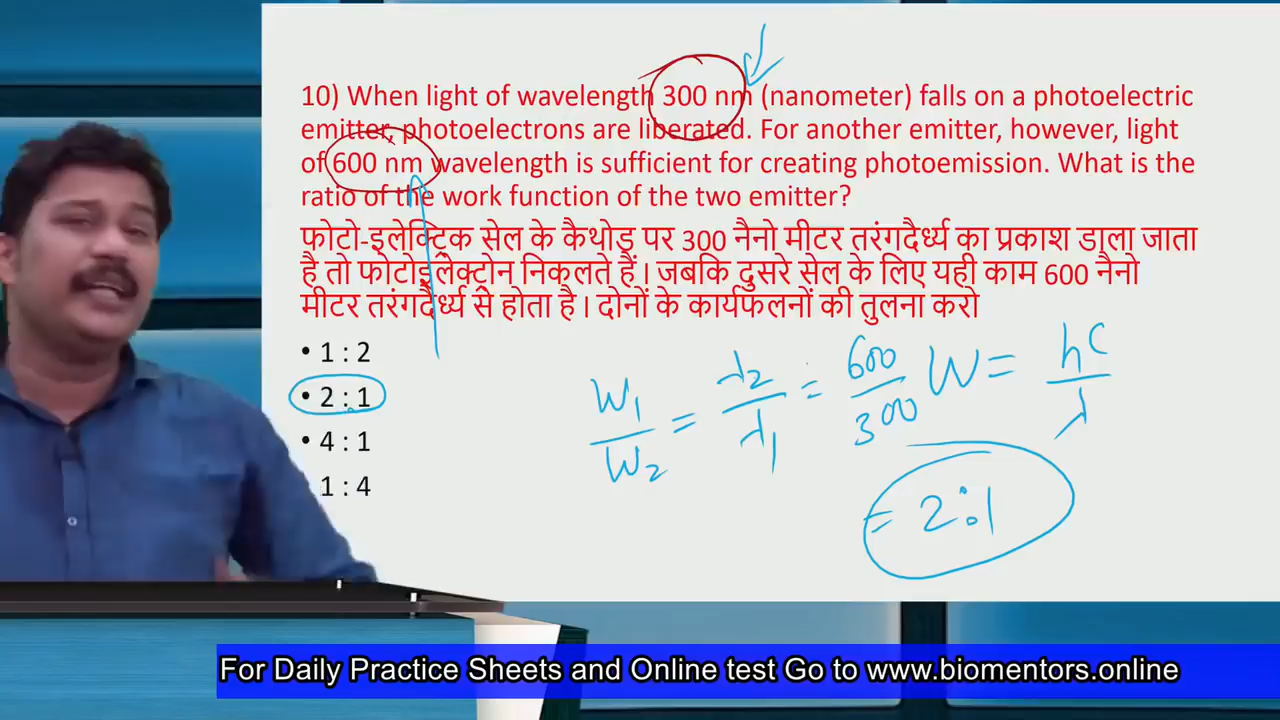 10) When light of wavelength 300 nm (nanometer) falls on a photoelectric
emitter, photoelectrons are liberated. For another emitter, however, light
of 600 nm wavelength is sufficient for creating photoemission. What is the
ratio of the work function of the two emitter?
फोटो-इलेक्ट्रिक सेल के कैथोड पर 300 नैनो मीटर तरंगदैर्ध्य का प्रकाश डाला जाता
है तो फोटोइलेक्ट्रोन निकलते हैं। जबकि दुसरे सेल के लिए यही काम 600 नैनो
मीटर तरंगदैर्ध्य से होता है। दोनों के कार्यफलनों की तुलना करो
• 1 : 2
• 2 : 1
• 4 : 1
1 : 4
W1/W2 = λ2/λ1 = 600/300
W = hC/λ
= 2:1
For Daily Practice Sheets and Online test Go to www.biomentors.online